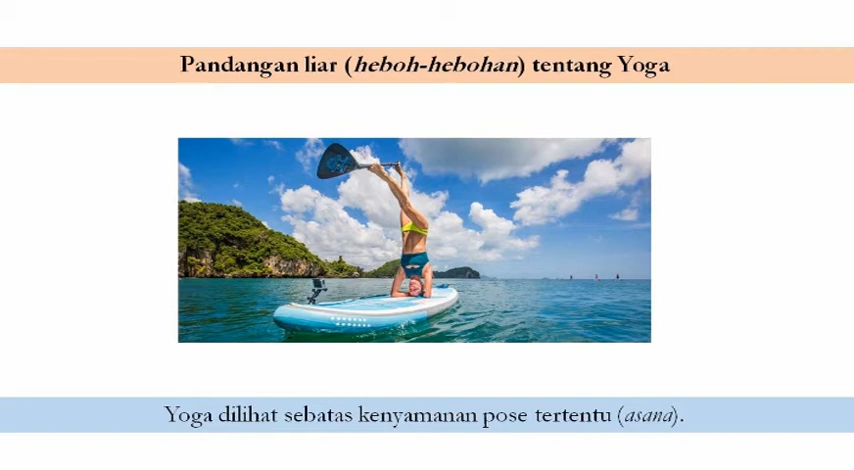 Pandangan liar (heboh-hebohan) tentang Yoga
Yoga dilihat sebatas kenyamanan pose tertentu (asana).